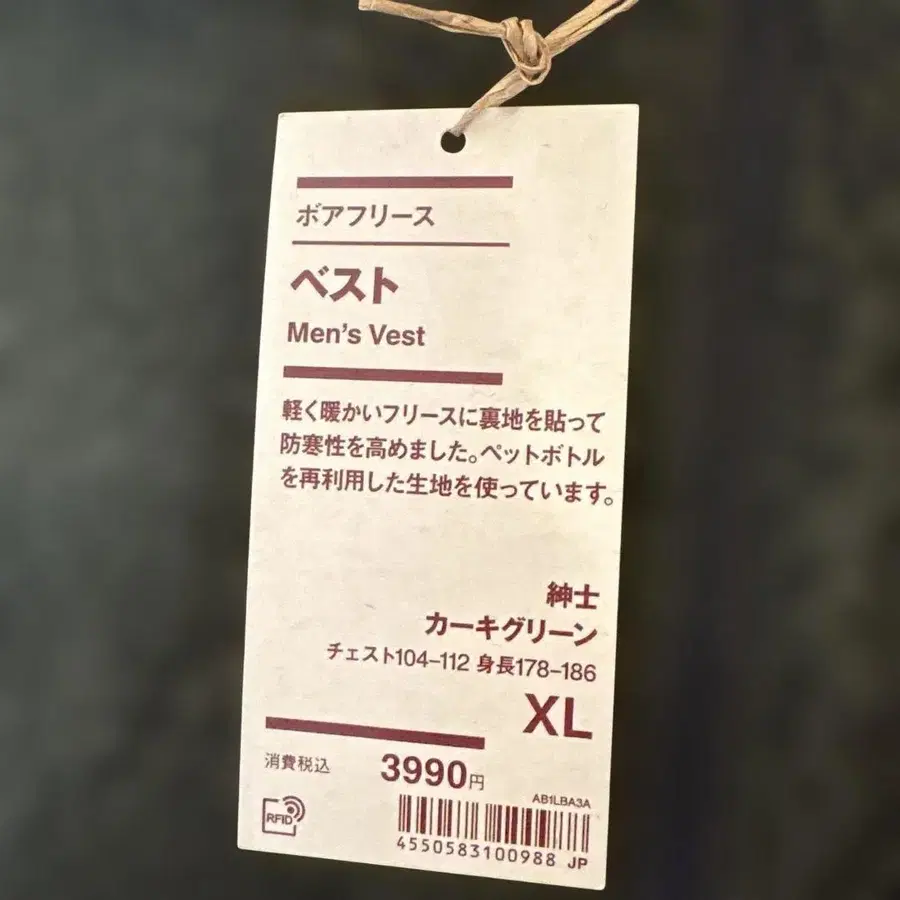 ボアフリース
ベスト
Men's Vest
軽く暖かいフリースに裏地を貼って
防寒性を高めました。ペットボトル
を再利用した生地を使っています。
紳士
カーキグリーン
チェスト104–112 身長178–186
XL
消費税込 3990円
AB1LBA3A
RFID
4550583100988 JP